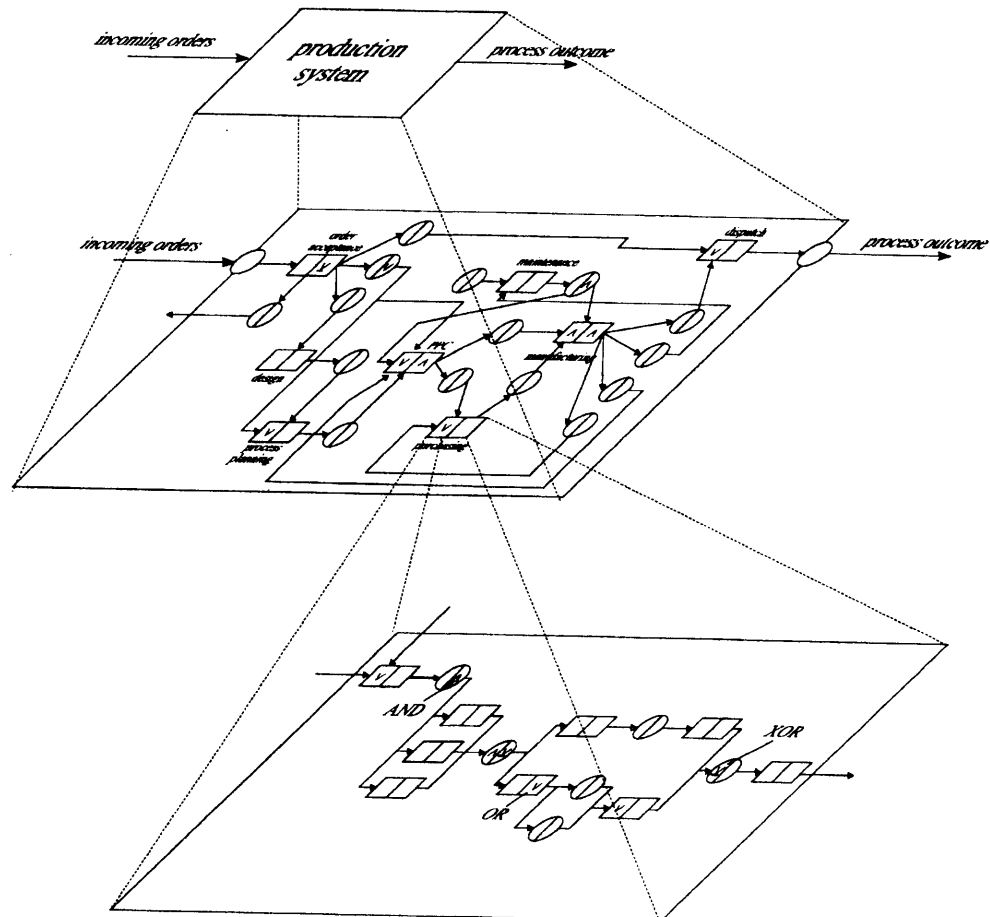 incoming orders
production
system
process outcome
order
acceptance
dispatch
incoming orders
process outcome
maintenance
PPC
manufacturing
design
process
planning
purchasing
AND
XOR
OR